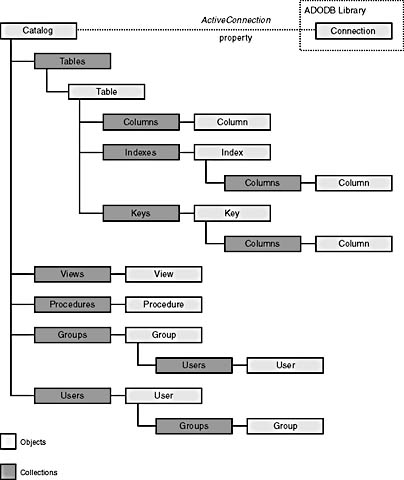 ADODB Library
Catalog
ActiveConnection
property
Connection
Tables
Table
Columns
Column
Indexes
Index
Columns
Column
Keys
Key
Columns
Column
Views
View
Procedures
Procedure
Groups
Group
Users
User
Users
User
Groups
Group
Objects
Collections